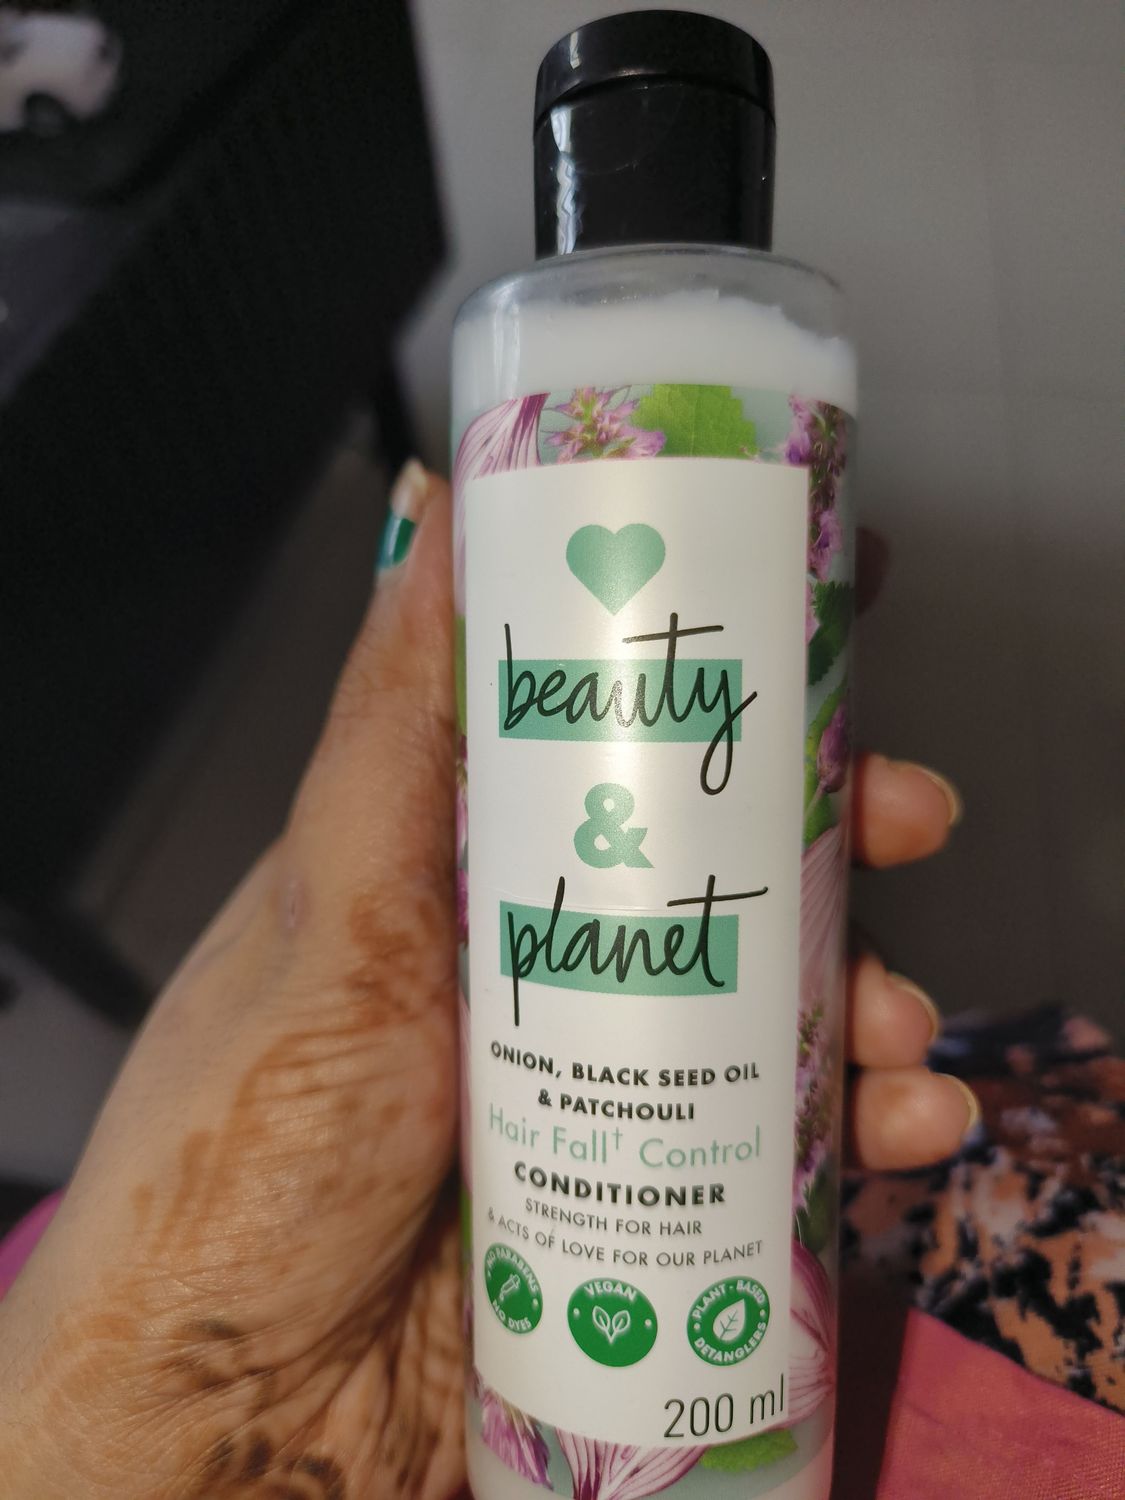 beauty
&
planet
ONION, BLACK SEED OIL
& PATCHOULI
Hair Fall† Control
CONDITIONER
STRENGTH FOR HAIR
& ACTS OF LOVE FOR OUR PLANET
NO PARABENS
NO DYES
VEGAN
PLANT-BASED
DETANGLERS
200 ml